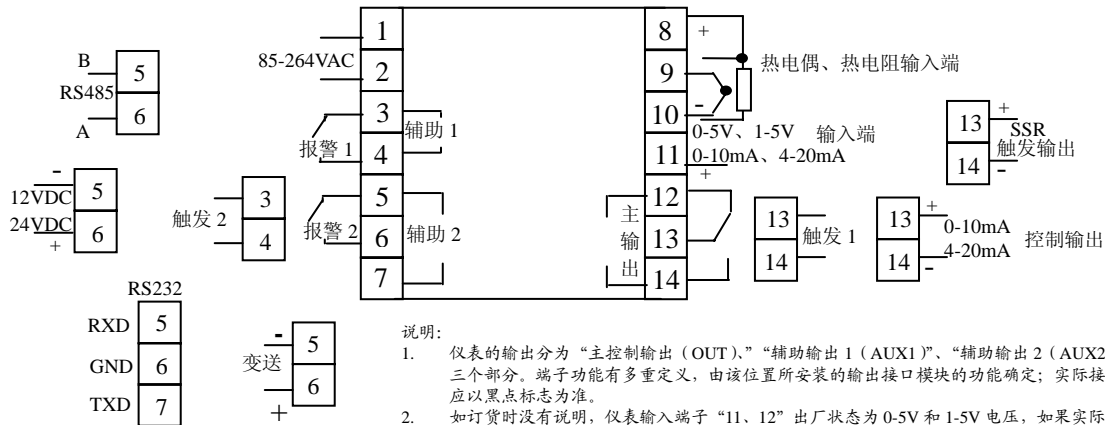 1
85-264VAC
2
3
辅助 1
报警 1
4
5
报警 2
6
辅助 2
7
8
+
热电偶、热电阻输入端
9
10
-
0-5V、1-5V 输入端
11
0-10mA、4-20mA
+
12
主输出
13
14
B
5
RS485
6
A
-
5
12VDC
24VDC
6
+
3
触发 2
4
13
触发 1
14
13
+
SSR
触发输出
14
-
13
+
0-10mA
控制输出
4-20mA
14
-
RS232
RXD
5
GND
6
TXD
7
-
5
变送
6
+
说明:
1. 仪表的输出分为“主控制输出（OUT）、”“辅助输出 1（AUX1）”、“辅助输出 2（AUX2
三个部分。端子功能有多重定义，由该位置所安装的输出接口模块的功能确定；实际接
应以黑点标志为准。
2. 如订货时没有说明，仪表输入端子“11、12”出厂状态为 0-5V 和 1-5V 电压，如果实际